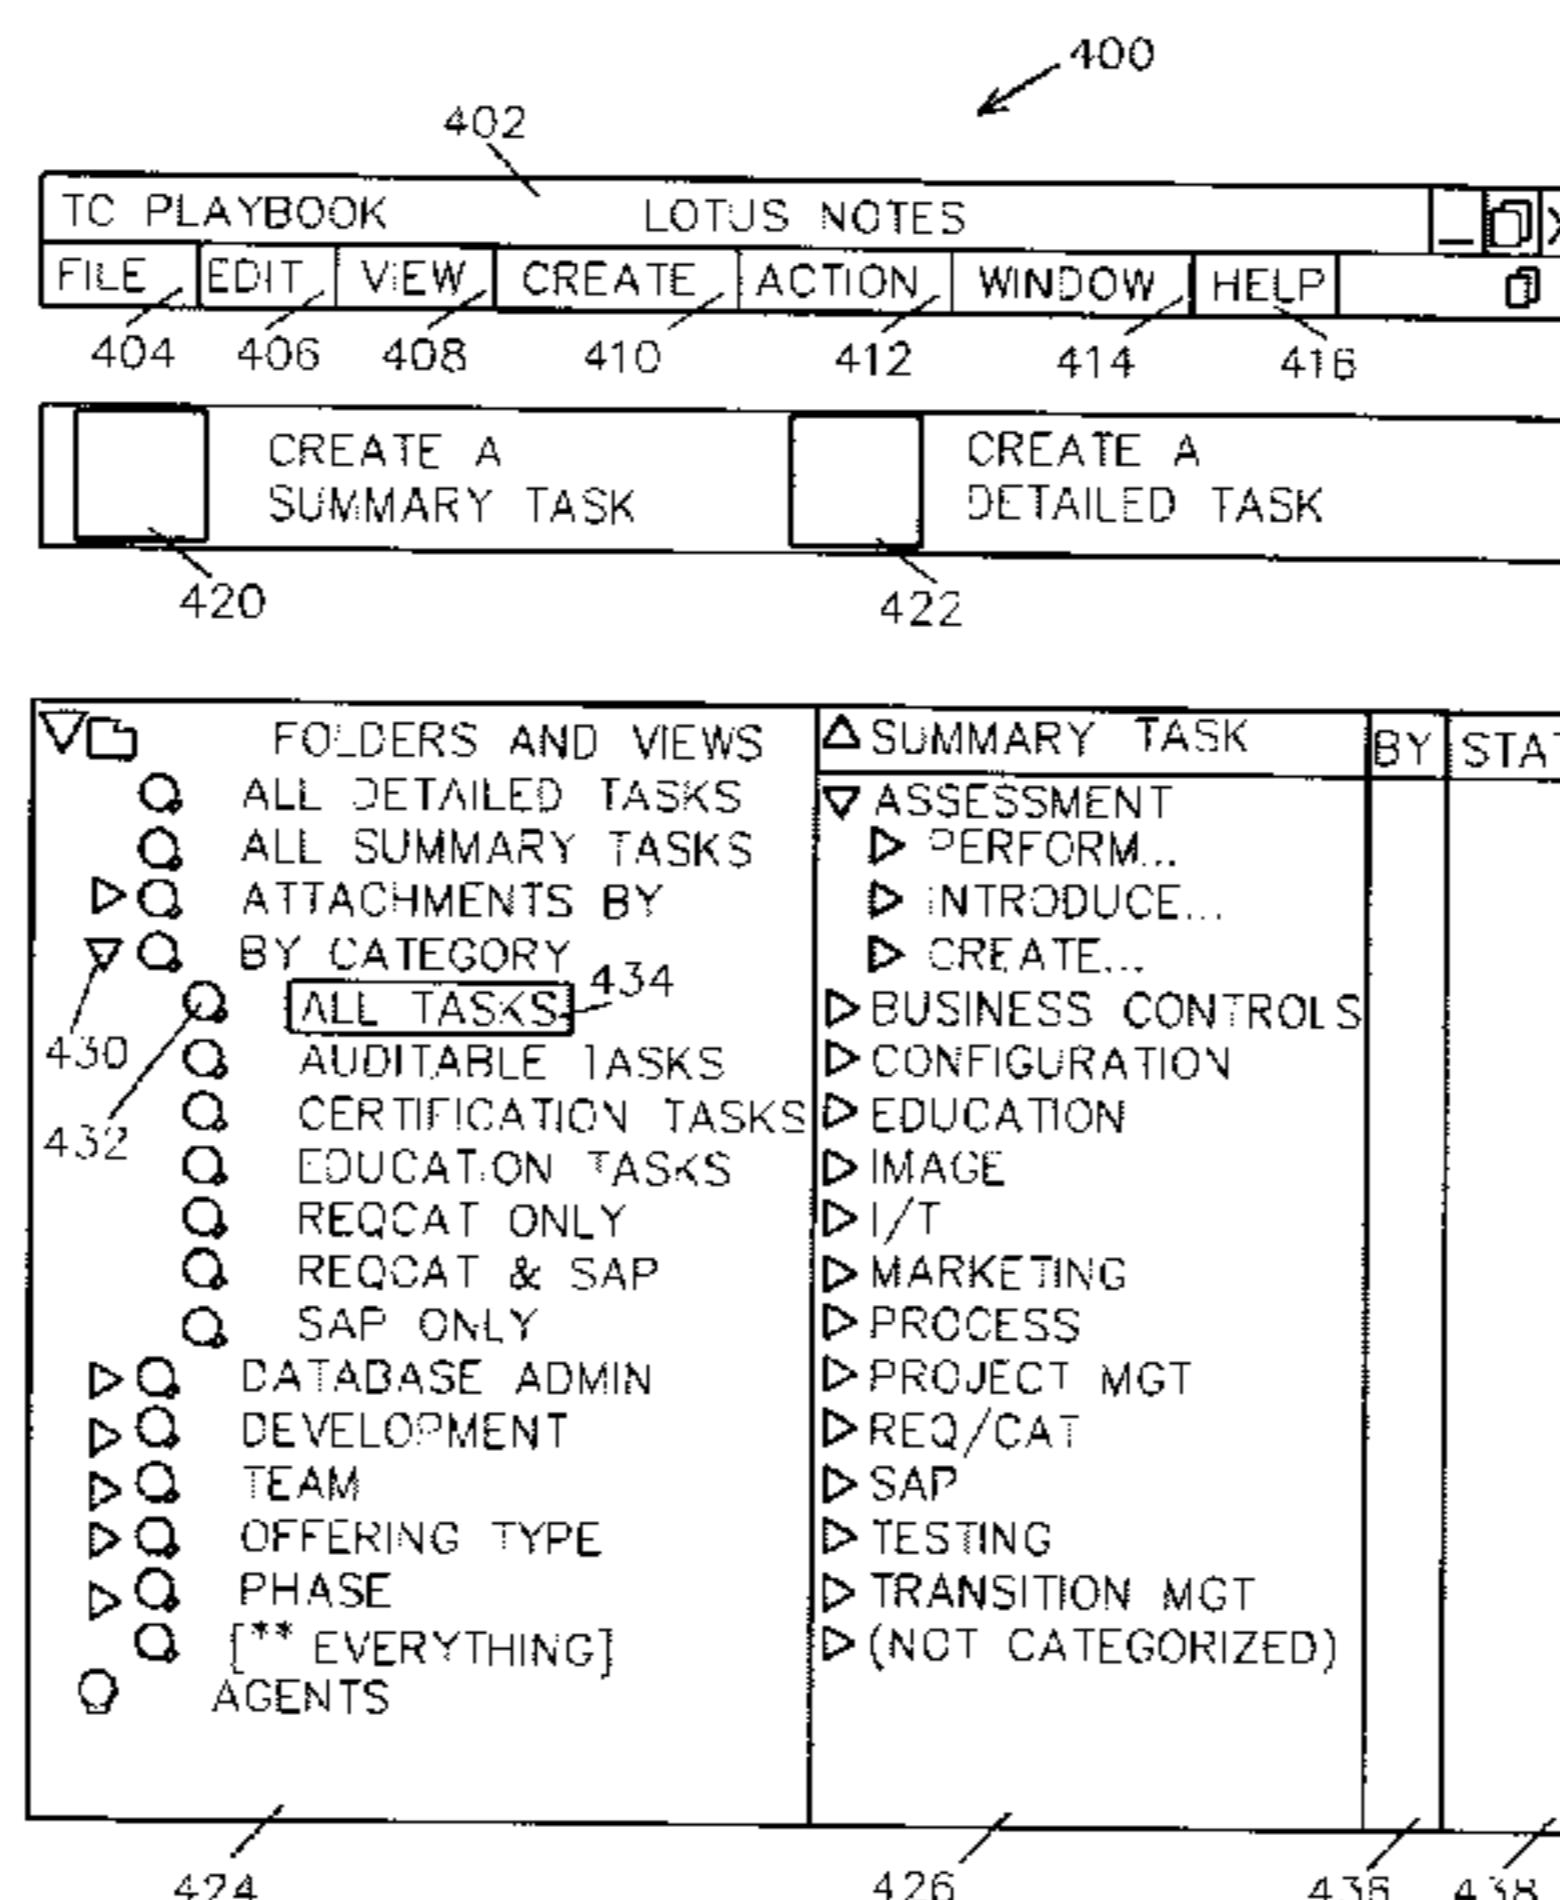 400
402
TC PLAYBOOK LOTUS NOTES
FILE EDIT VIEW CREATE ACTION WINDOW HELP
404 406 408 410 412 414 416
CREATE A
SUMMARY TASK
CREATE A
DETAILED TASK
420 422
FOLDERS AND VIEWS
ALL DETAILED TASKS
ALL SUMMARY TASKS
ATTACHMENTS BY
BY CATEGORY
ALL TASKS
434
430
AUDITABLE TASKS
CERTIFICATION TASKS
432
EDUCATION TASKS
REQCAT ONLY
REQCAT & SAP
SAP ONLY
DATABASE ADMIN
DEVELOPMENT
TEAM
OFFERING TYPE
PHASE
[** EVERYTHING]
AGENTS
SUMMARY TASK BY STAT
ASSESSMENT
PERFORM...
INTRODUCE...
CREATE...
BUSINESS CONTROLS
CONFIGURATION
EDUCATION
IMAGE
I/T
MARKETING
PROCESS
PROJECT MGT
REQ/CAT
SAP
TESTING
TRANSITION MGT
(NOT CATEGORIZED)
424 426 436 438